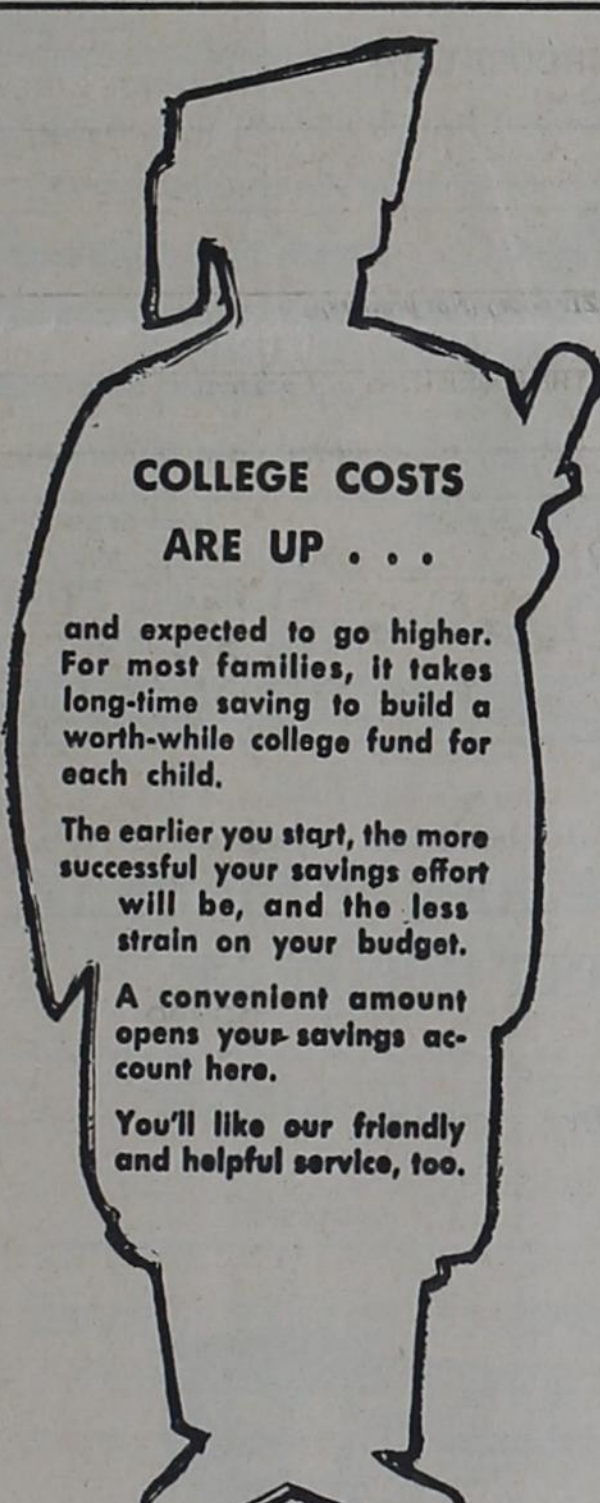 COLLEGE COSTS
ARE UP . . .
and expected to go higher.
For most families, it takes
long-time saving to build a
worth-while college fund for
each child.
The earlier you start, the more
successful your savings effort
will be, and the less
strain on your budget.
A convenient amount
opens your savings ac-
count here.
You'll like our friendly
and helpful service, too.